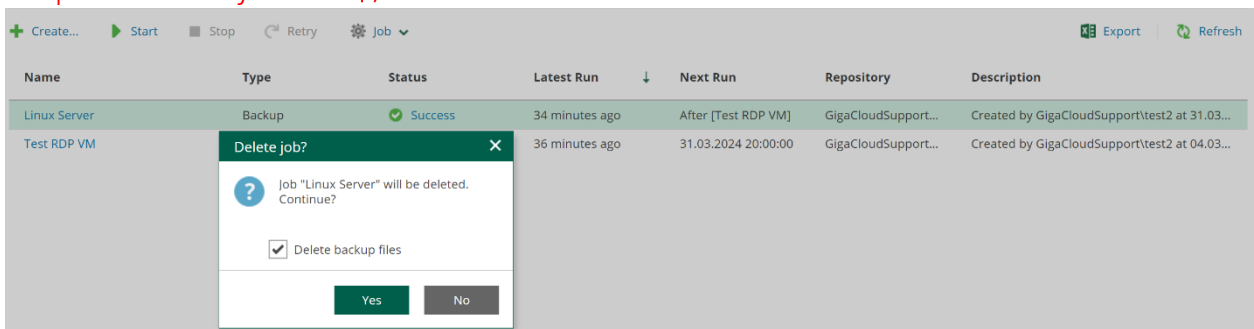 Create... Start Stop Retry Job Export Refresh
Name Type Status Latest Run ↓ Next Run Repository Description
Linux Server Backup Success 34 minutes ago After [Test RDP VM] GigaCloudSupport... Created by GigaCloudSupport\test2 at 31.03...
Test RDP VM 36 minutes ago 31.03.2024 20:00:00 GigaCloudSupport... Created by GigaCloudSupport\test2 at 04.03...
Delete job?
Job "Linux Server" will be deleted.
Continue?
Delete backup files
Yes No